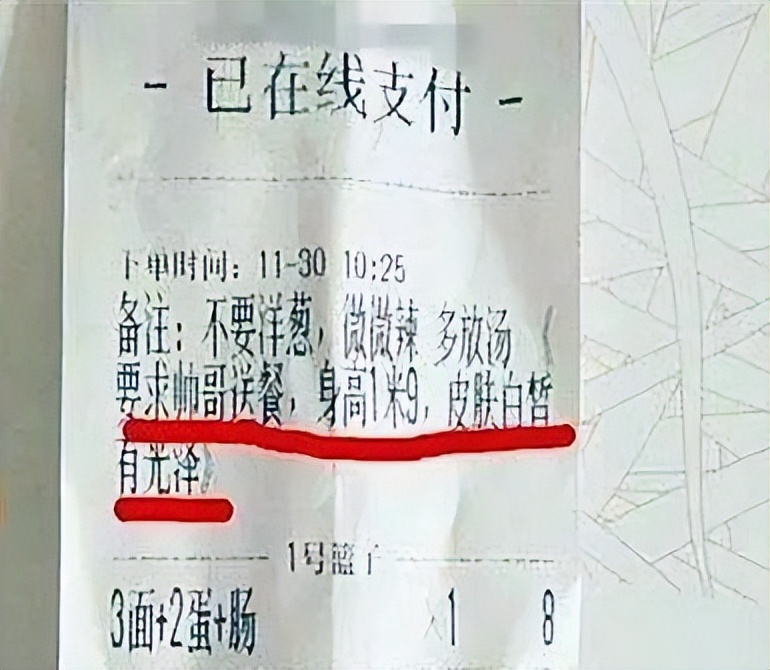 - 已在线支付 -
下单时间: 11-30 10:25
备注: 不要洋葱, 微微辣 多放汤 《
要求帅哥送餐, 身高1米9, 皮肤白皙
有光泽》
1号篮子
3面+2蛋+肠 x1 8